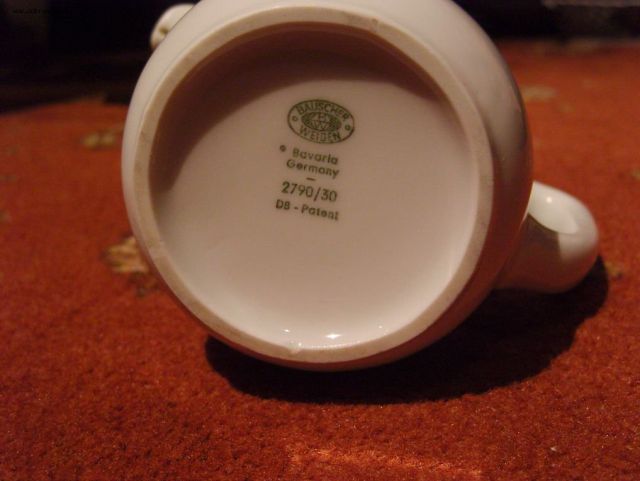 BAUSCHER
WEIDEN
Bavaria
Germany
2790/30
DB - Patent